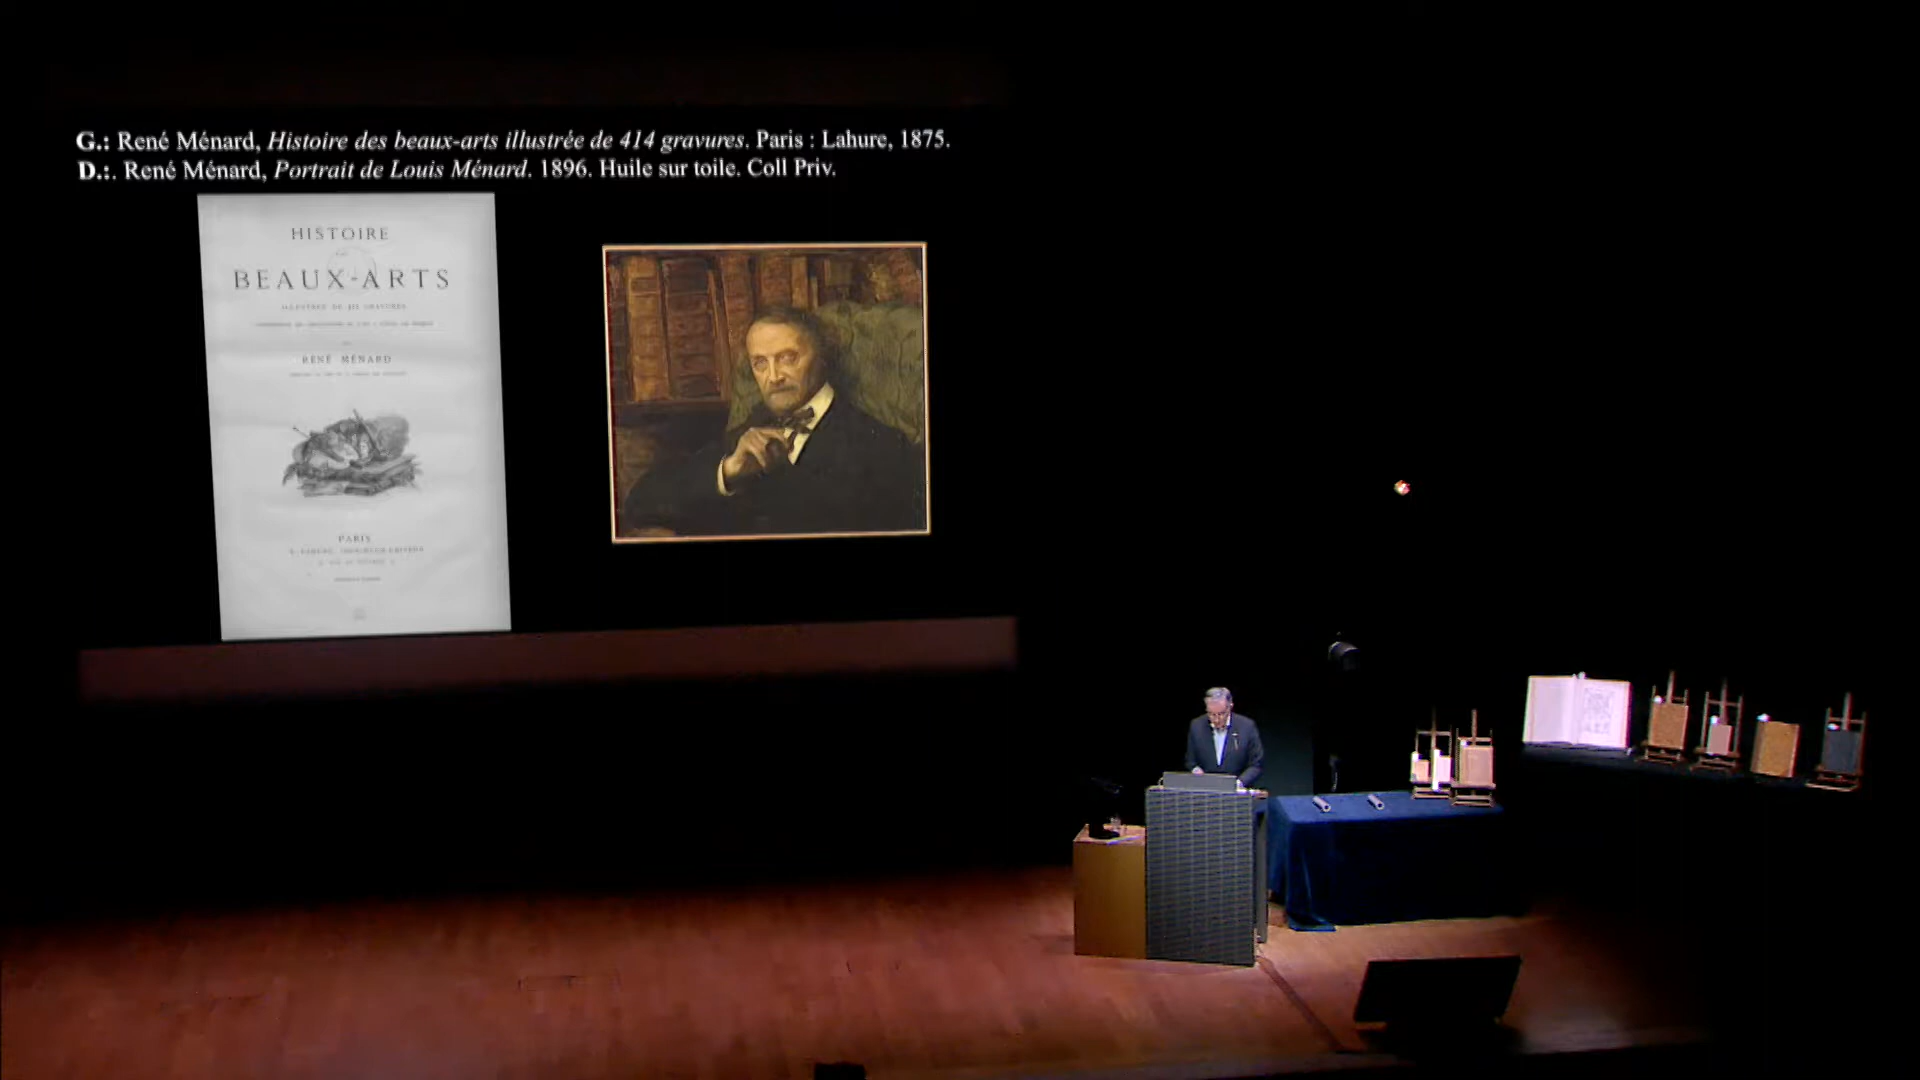 G.: René Ménard, Histoire des beaux-arts illustrée de 414 gravures. Paris : Lahure, 1875.
D.:. René Ménard, Portrait de Louis Ménard. 1896. Huile sur toile. Coll Priv.
HISTOIRE
BEAUX-ARTS
RENÉ MÉNARD
PARIS